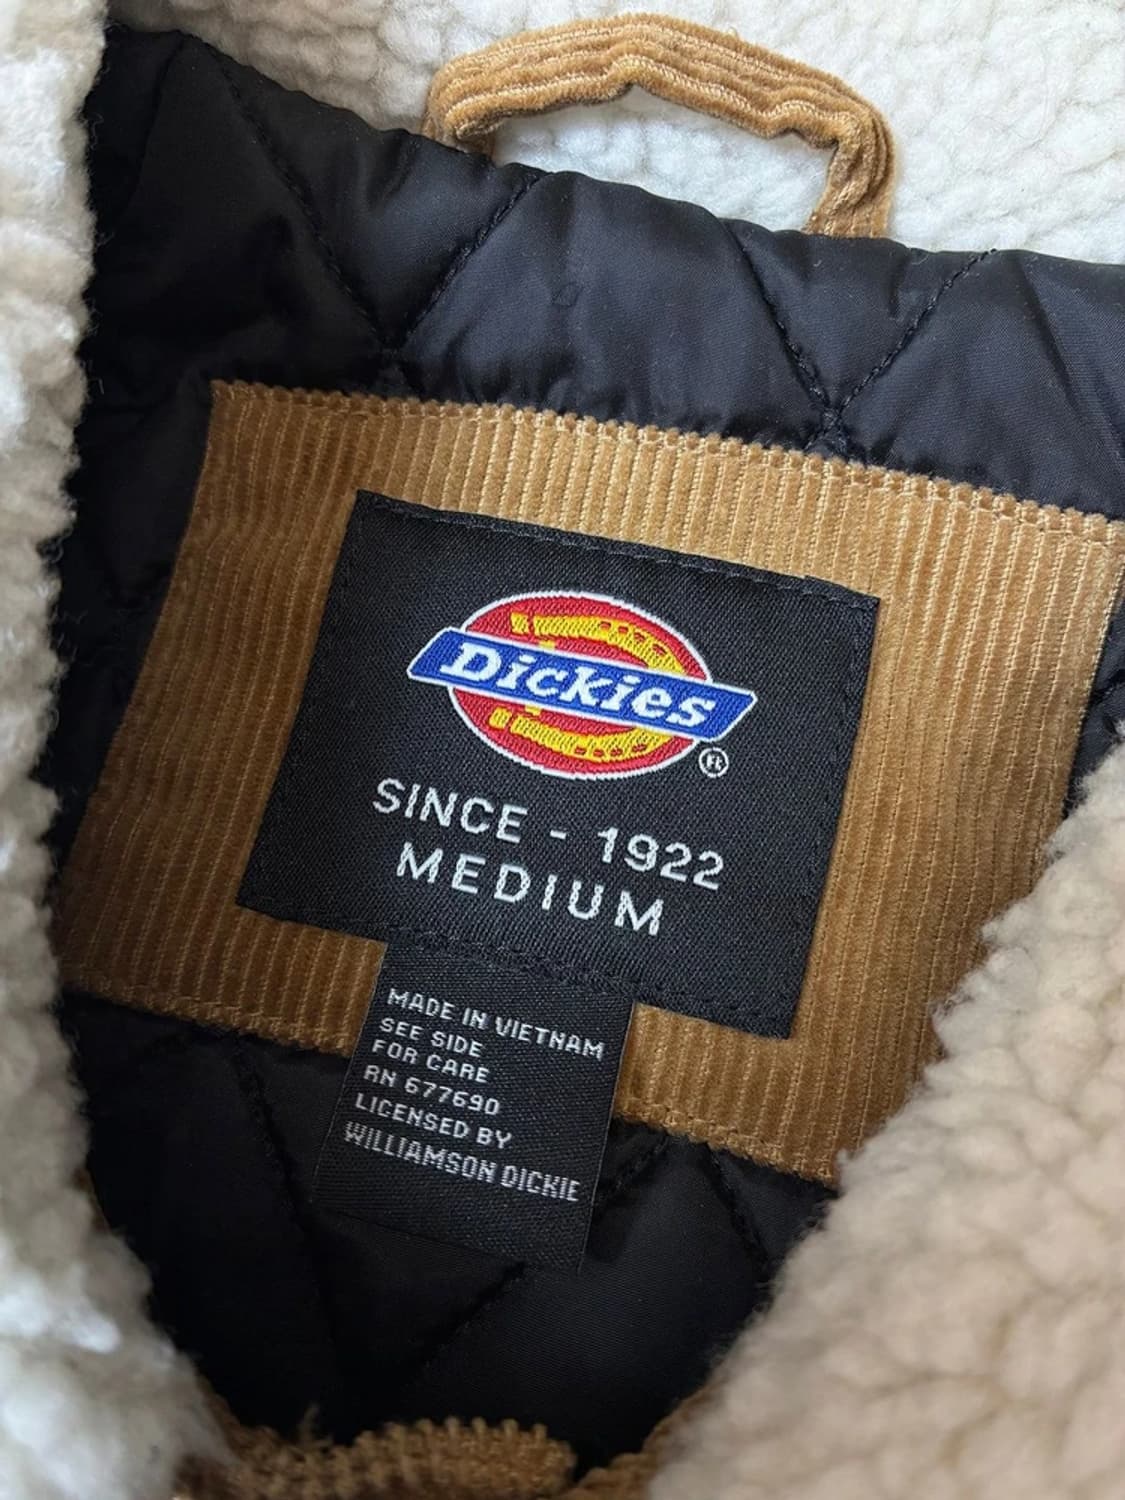 Dickies
®
SINCE - 1922
MEDIUM
MADE IN VIETNAM
SEE SIDE
FOR CARE
RN 677690
LICENSED BY
WILLIAMSON DICKIE